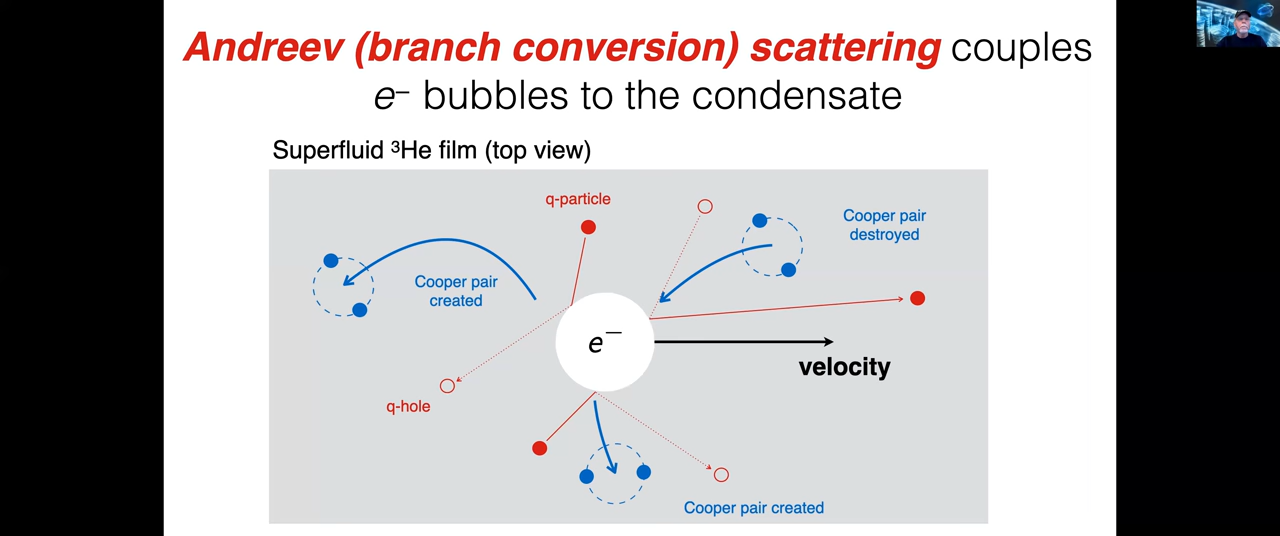 Andreev (branch conversion) scattering couples
e⁻ bubbles to the condensate
Superfluid ³He film (top view)
q-particle
Cooper pair
destroyed
Cooper pair
created
e⁻
velocity
q-hole
Cooper pair created